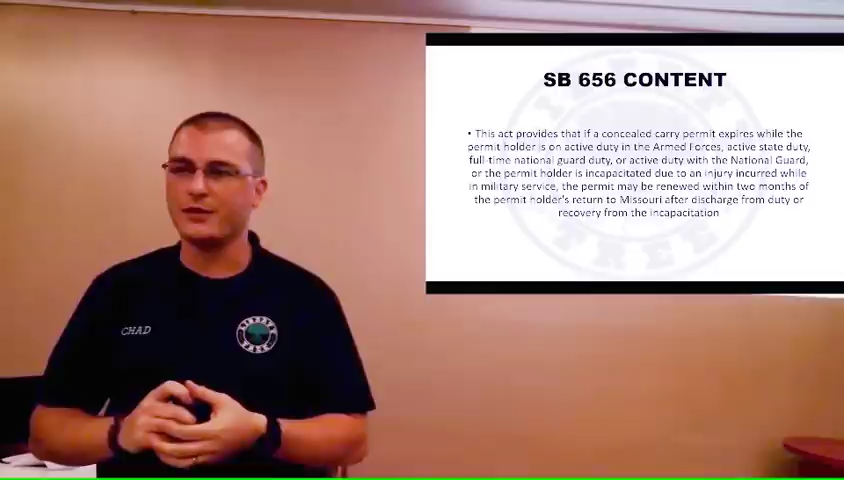 SB 656 CONTENT
• This act provides that if a concealed carry permit expires while the
permit holder is on active duty in the Armed Forces, active state duty,
full-time national guard duty, or active duty with the National Guard,
or the permit holder is incapacitated due to an injury incurred while
in military service, the permit may be renewed within two months of
the permit holder's return to Missouri after discharge from duty or
recovery from the incapacitation
CHAD
TREE